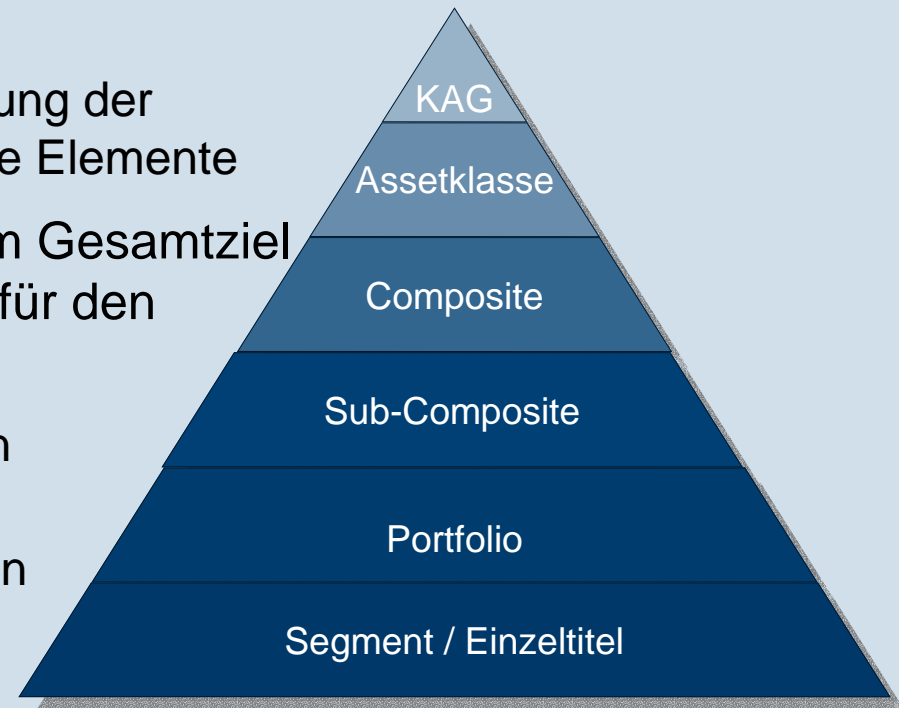 ung der
e Elemente
m Gesamtziel
für den
n
n
KAG
Assetklasse
Composite
Sub-Composite
Portfolio
Segment / Einzeltitel